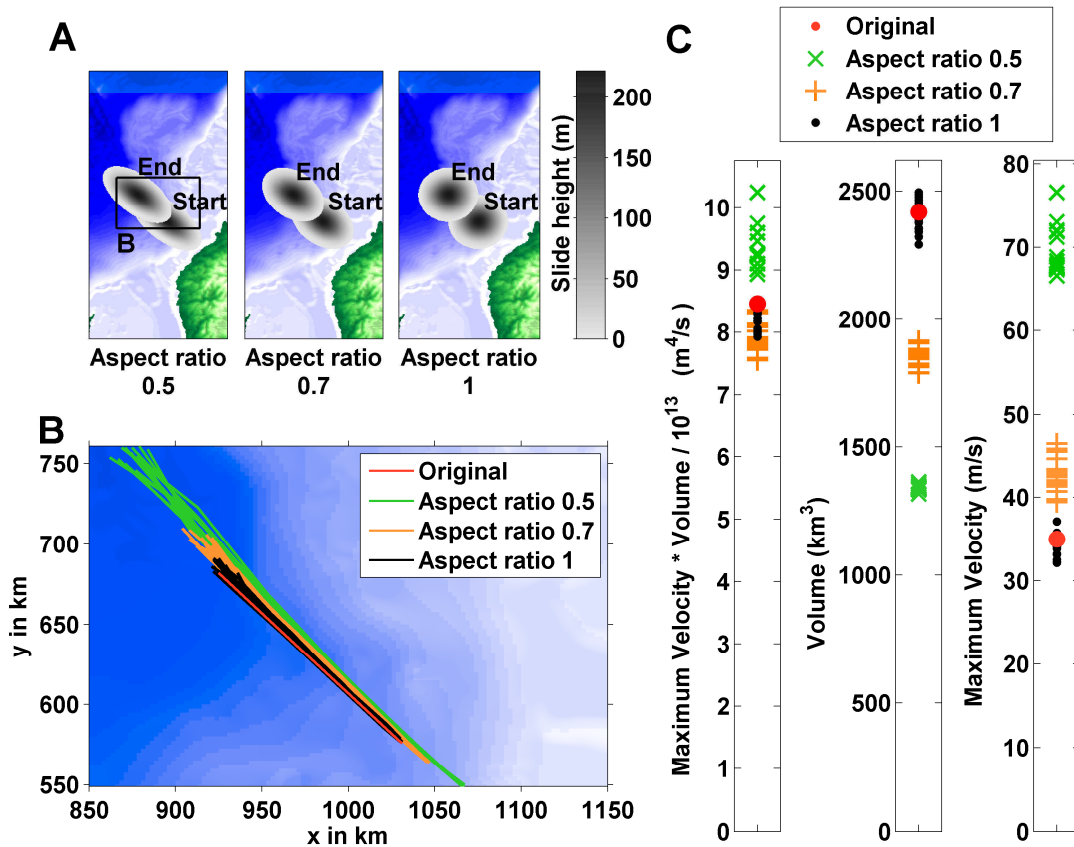 A
End
Start
B
End
Start
End
Start
Aspect ratio
0.5
Aspect ratio
0.7
Aspect ratio
1
Slide height (m)
200
150
100
50
0
B
Original
Aspect ratio 0.5
Aspect ratio 0.7
Aspect ratio 1
y in km
750
700
650
600
550
850 900 950 1000 1050 1100 1150
x in km
C
Original
Aspect ratio 0.5
Aspect ratio 0.7
Aspect ratio 1
Maximum Velocity * Volume / 10^13 (m^4/s)
10
9
8
7
6
5
4
3
2
1
0
Volume (km^3)
2500
2000
1500
1000
500
0
Maximum Velocity (m/s)
80
70
60
50
40
30
20
10
0